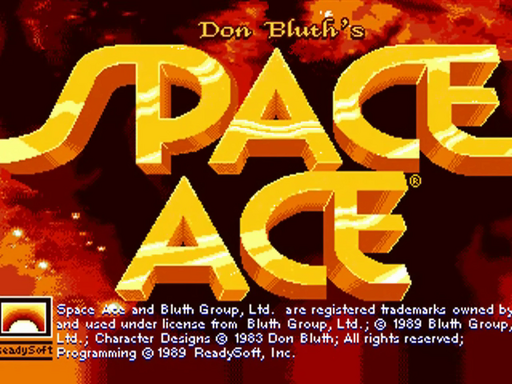 Don Bluth's
SPACE
ACE®
Space Ace and Bluth Group, Ltd. are registered trademarks owned by
and used under license from Bluth Group, Ltd.; © 1989 Bluth Group,
Ltd.; Character Designs © 1983 Don Bluth; All rights reserved;
Programming © 1989 ReadySoft, Inc.
ReadySoft